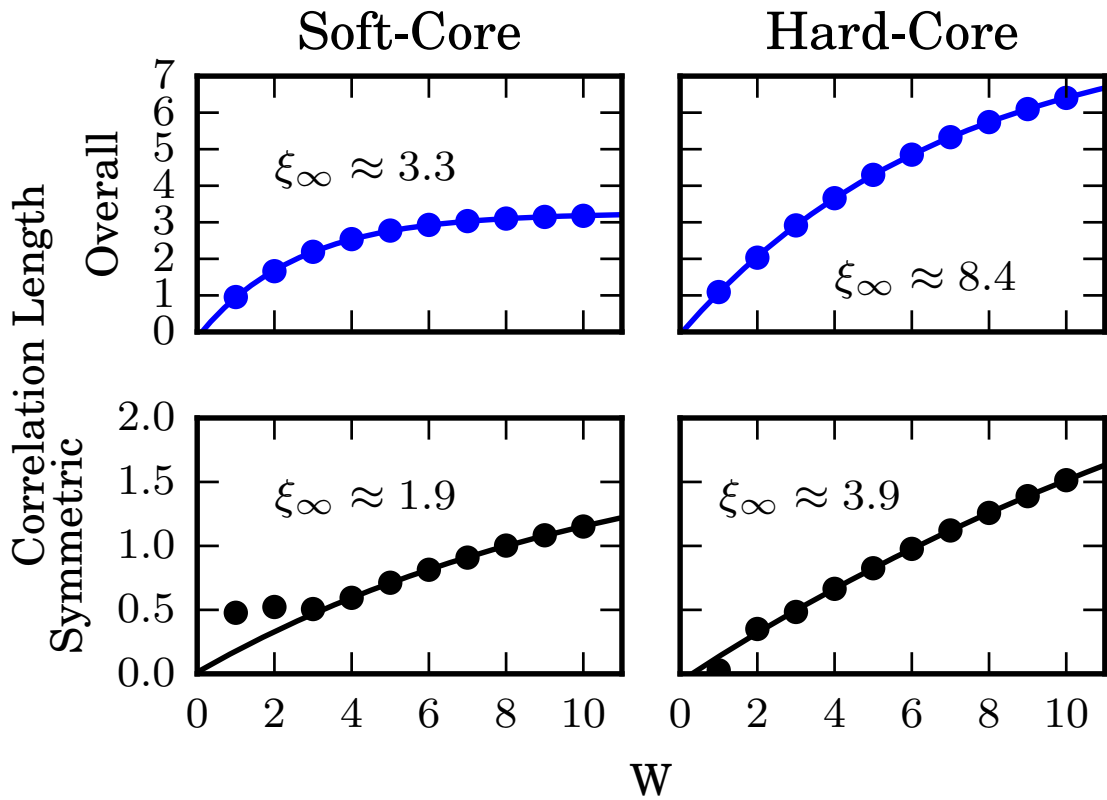 Soft-Core
Hard-Core
Correlation Length
Overall
7
6
5
4
3
2
1
0
ξ∞ ≈ 3.3
ξ∞ ≈ 8.4
Symmetric
2.0
1.5
1.0
0.5
0.0
ξ∞ ≈ 1.9
ξ∞ ≈ 3.9
0 2 4 6 8 10
0 2 4 6 8 10
W